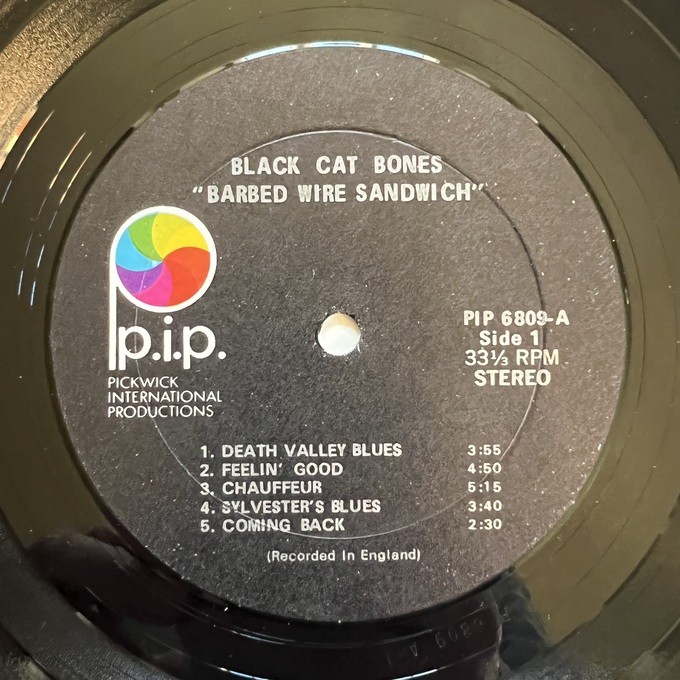 BLACK CAT BONES
"BARBED WIRE SANDWICH"
p.i.p.
PICKWICK
INTERNATIONAL
PRODUCTIONS
PIP 6809-A
Side 1
33⅓ RPM
STEREO
1. DEATH VALLEY BLUES 3:55
2. FEELIN' GOOD 4:50
3. CHAUFFEUR 5:15
4. SYLVESTER'S BLUES 3:40
5. COMING BACK 2:30
(Recorded In England)